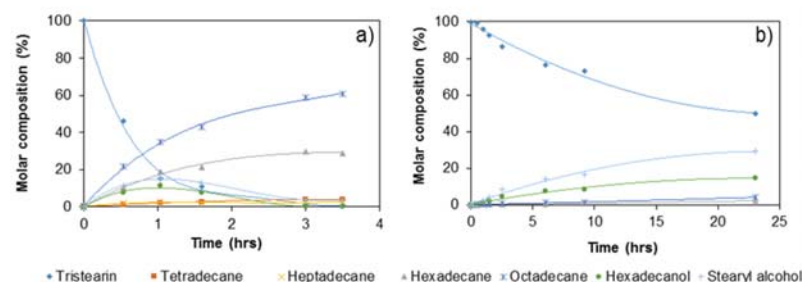 a)
Molar composition (%)
100
80
60
40
20
0
0 1 2 3 4
Time (hrs)
b)
Molar composition (%)
100
80
60
40
20
0
0 5 10 15 20 25
Time (hrs)
Tristearin Tetradecane Heptadecane Hexadecane Octadecane Hexadecanol Stearyl alcohol